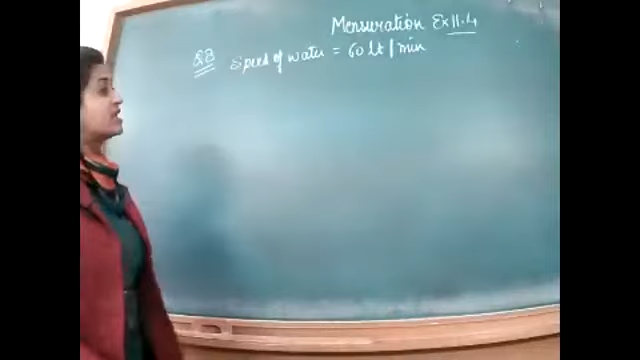 Mensuration Ex 11.4
Q8 Speed of water = 60 lt / min